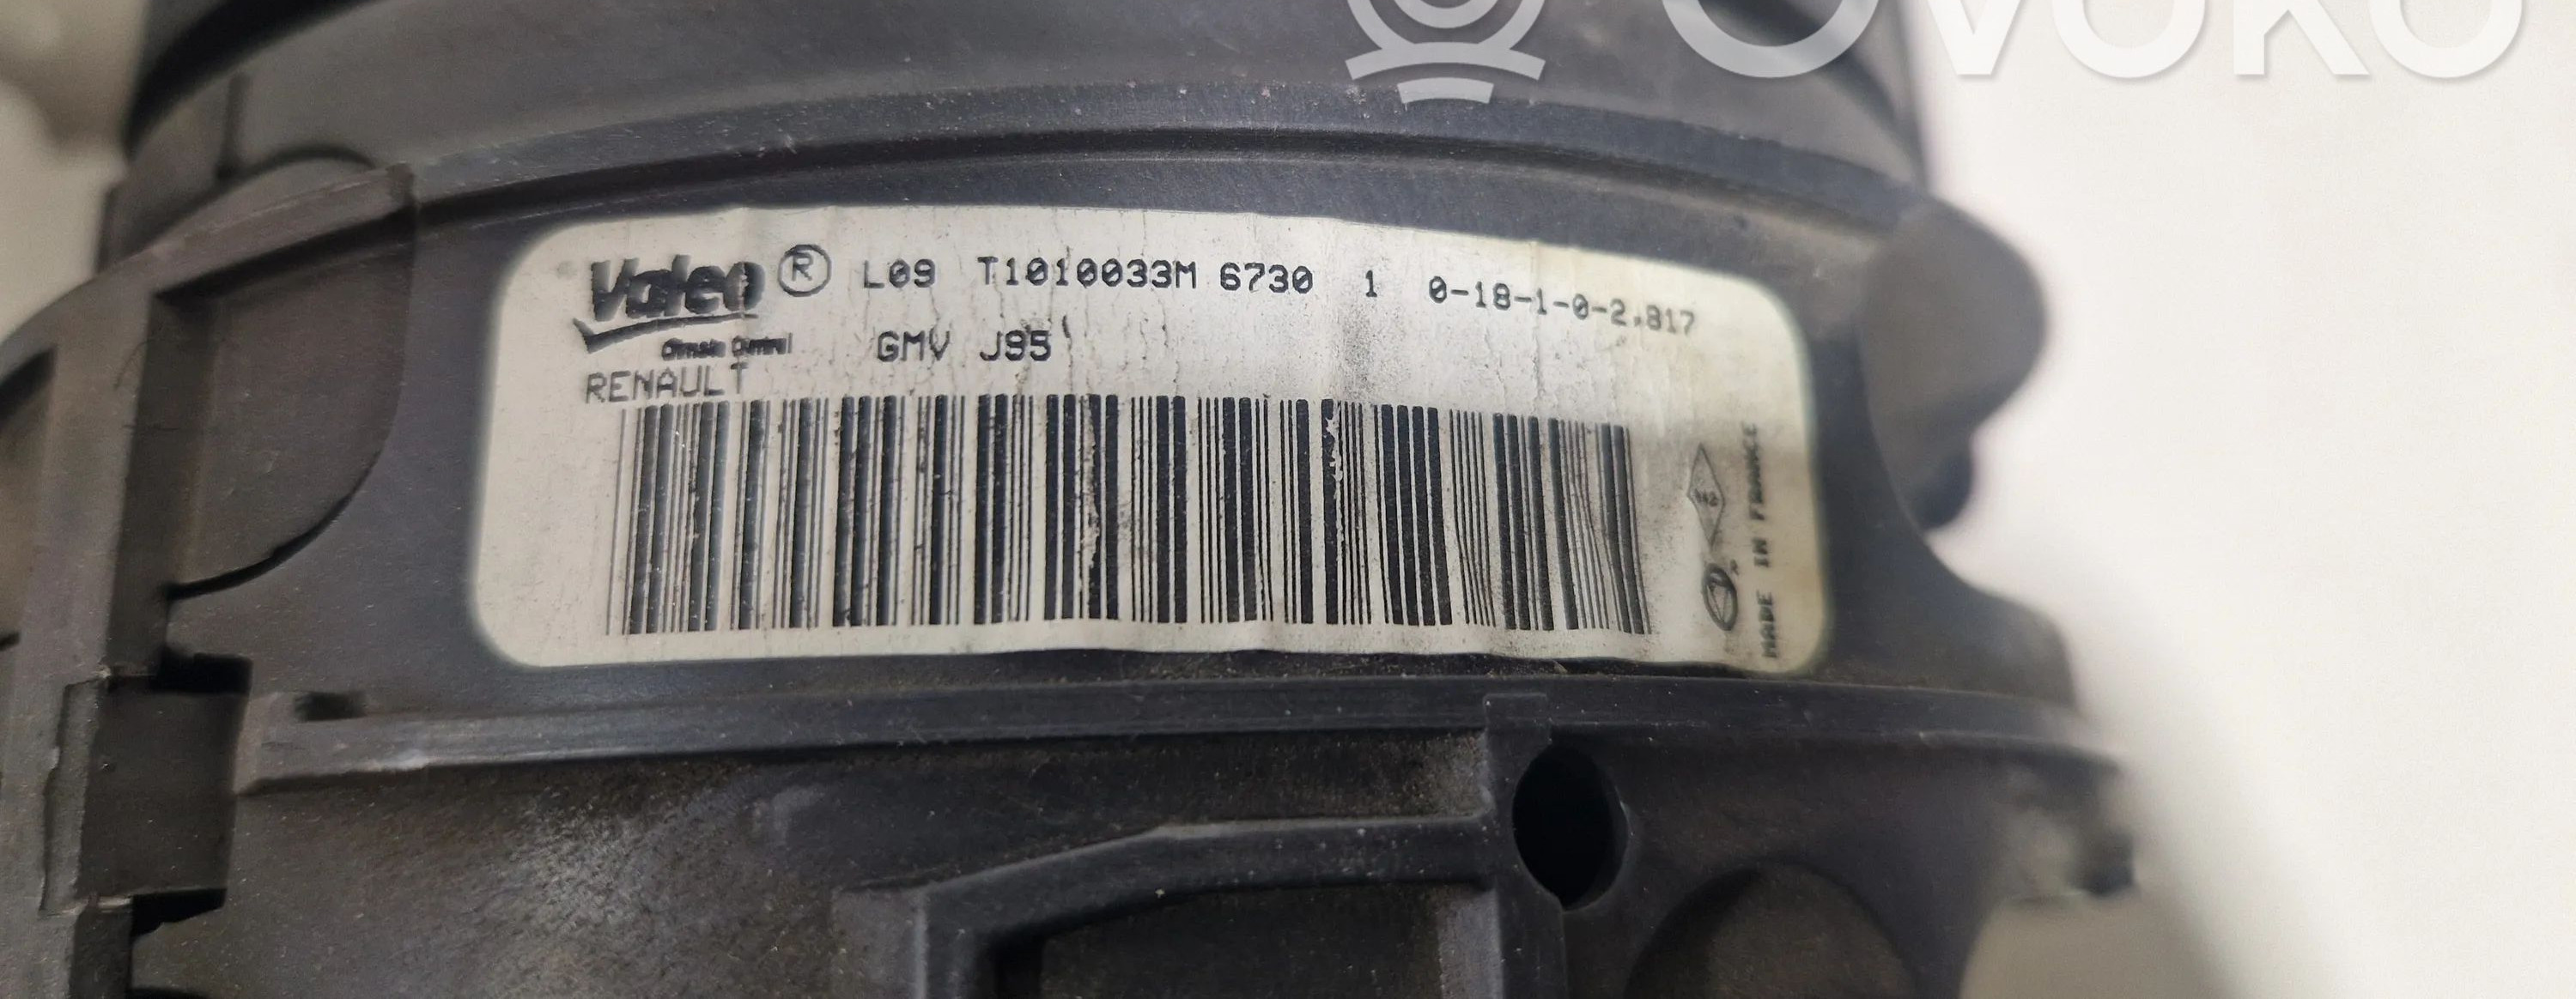 OVOKO
Valeo ® L09 T1010033M 6730 1 0-18-1-0-2.817
Climate Control GMV J95
RENAULT
MADE IN FRANCE